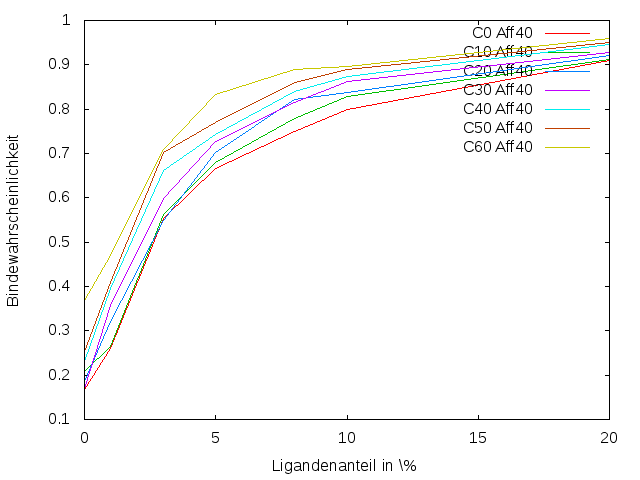 1
0.9
0.8
0.7
0.6
0.5
0.4
0.3
0.2
0.1
0
5
10
15
20
Bindewahrscheinlichkeit
Ligandenanteil in \%
C0 Aff40
C10 Aff40
C20 Aff40
C30 Aff40
C40 Aff40
C50 Aff40
C60 Aff40